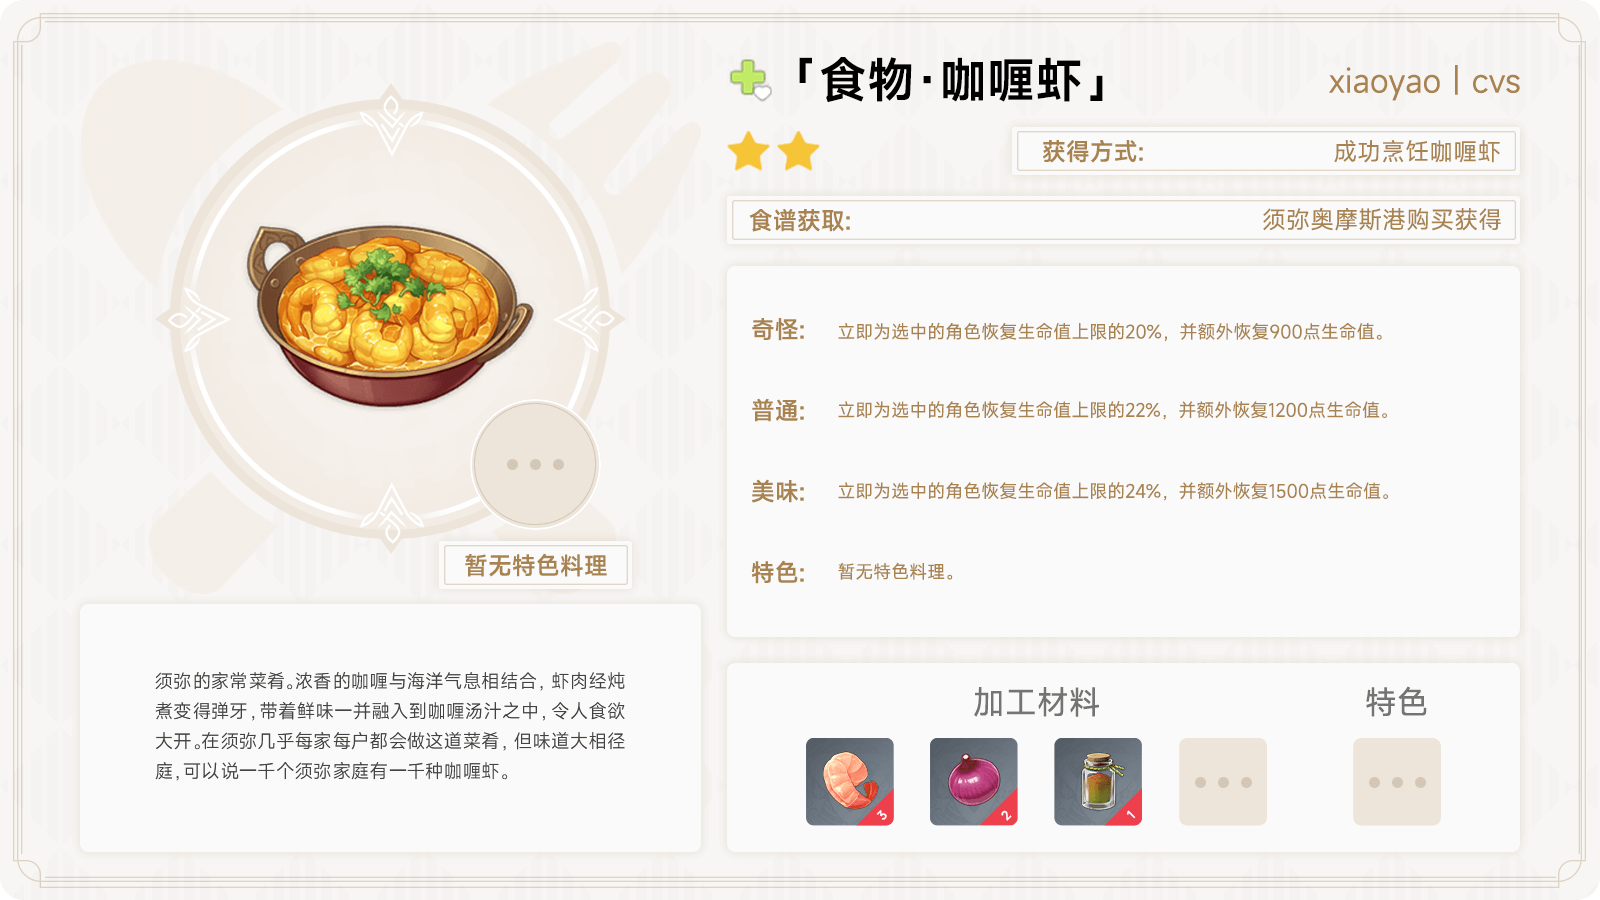 「食物·咖喱虾」
xiaoyao | cvs
获得方式: 成功烹饪咖喱虾
食谱获取: 须弥奥摩斯港购买获得
奇怪: 立即为选中的角色恢复生命值上限的20%，并额外恢复900点生命值。
普通: 立即为选中的角色恢复生命值上限的22%，并额外恢复1200点生命值。
美味: 立即为选中的角色恢复生命值上限的24%，并额外恢复1500点生命值。
特色: 暂无特色料理。
暂无特色料理
须弥的家常菜肴。浓香的咖喱与海洋气息相结合，虾肉经炖
煮变得弹牙，带着鲜味一并融入到咖喱汤汁之中，令人食欲
大开。在须弥几乎每家每户都会做这道菜肴，但味道大相径
庭，可以说一千个须弥家庭有一千种咖喱虾。
加工材料
特色
3
2
1